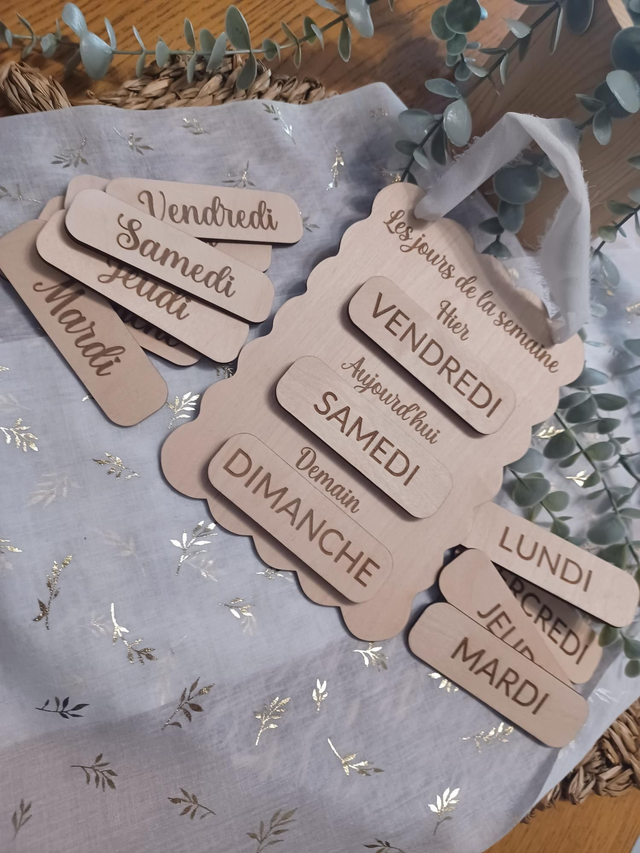 Vendredi
Samedi
Jeudi
Mardi
Les jours de la semaine
Hier
VENDREDI
Aujourd'hui
SAMEDI
Demain
DIMANCHE
LUNDI
MARDI